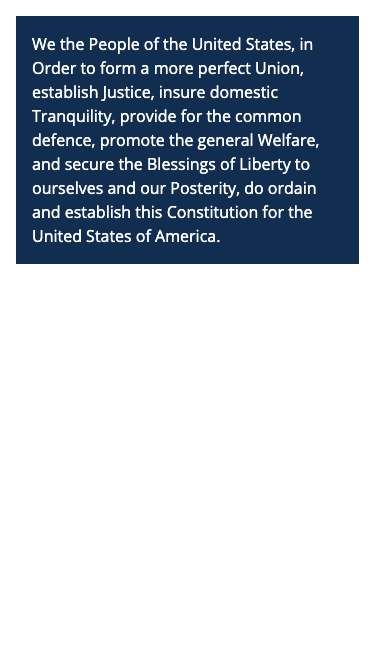 We the People of the United States, in
Order to form a more perfect Union,
establish Justice, insure domestic
Tranquility, provide for the common
defence, promote the general Welfare,
and secure the Blessings of Liberty to
ourselves and our Posterity, do ordain
and establish this Constitution for the
United States of America.